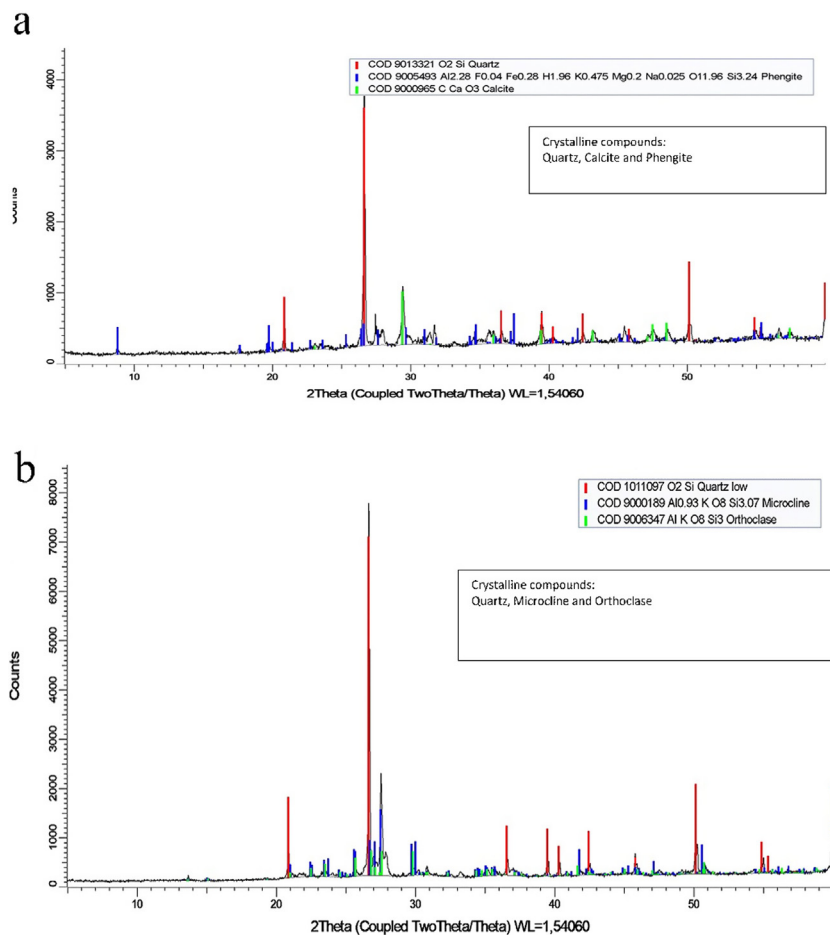 a
COD 9013321 O2 Si Quartz
COD 9005493 Al2.28 F0.04 Fe0.28 H1.96 K0.475 Mg0.2 Na0.025 O11.96 Si3.24 Phengite
COD 9000965 C Ca O3 Calcite
Crystalline compounds:
Quartz, Calcite and Phengite
4000
3000
2000
1000
0
Counts
10 20 30 40 50
2Theta (Coupled TwoTheta/Theta) WL=1,54060
b
COD 1011097 O2 Si Quartz low
COD 9000189 Al0.93 K O8 Si3.07 Microcline
COD 9006347 Al K O8 Si3 Orthoclase
Crystalline compounds:
Quartz, Microcline and Orthoclase
8000
7000
6000
5000
4000
3000
2000
1000
0
Counts
10 20 30 40 50
2Theta (Coupled TwoTheta/Theta) WL=1,54060